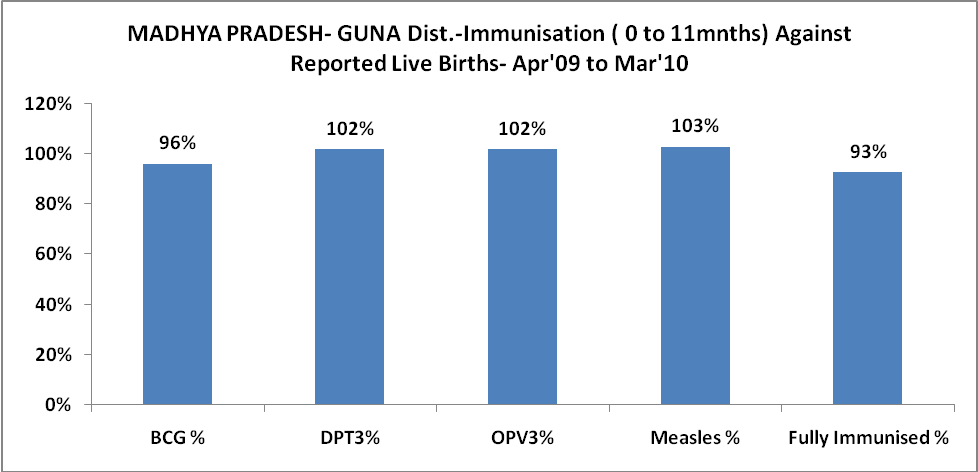 MADHYA PRADESH- GUNA Dist.-Immunisation ( 0 to 11mnths) Against
Reported Live Births- Apr'09 to Mar'10
120%
100%
80%
60%
40%
20%
0%
96%
102%
102%
103%
93%
BCG %
DPT3%
OPV3%
Measles %
Fully Immunised %